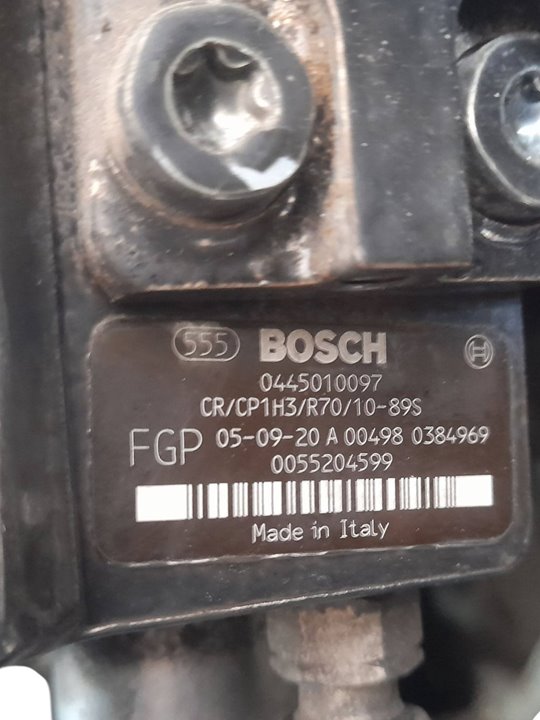 555 BOSCH
0445010097
CR/CP1H3/R70/10-89S
FGP 05-09-20 A 00498 0384969
0055204599
Made in Italy